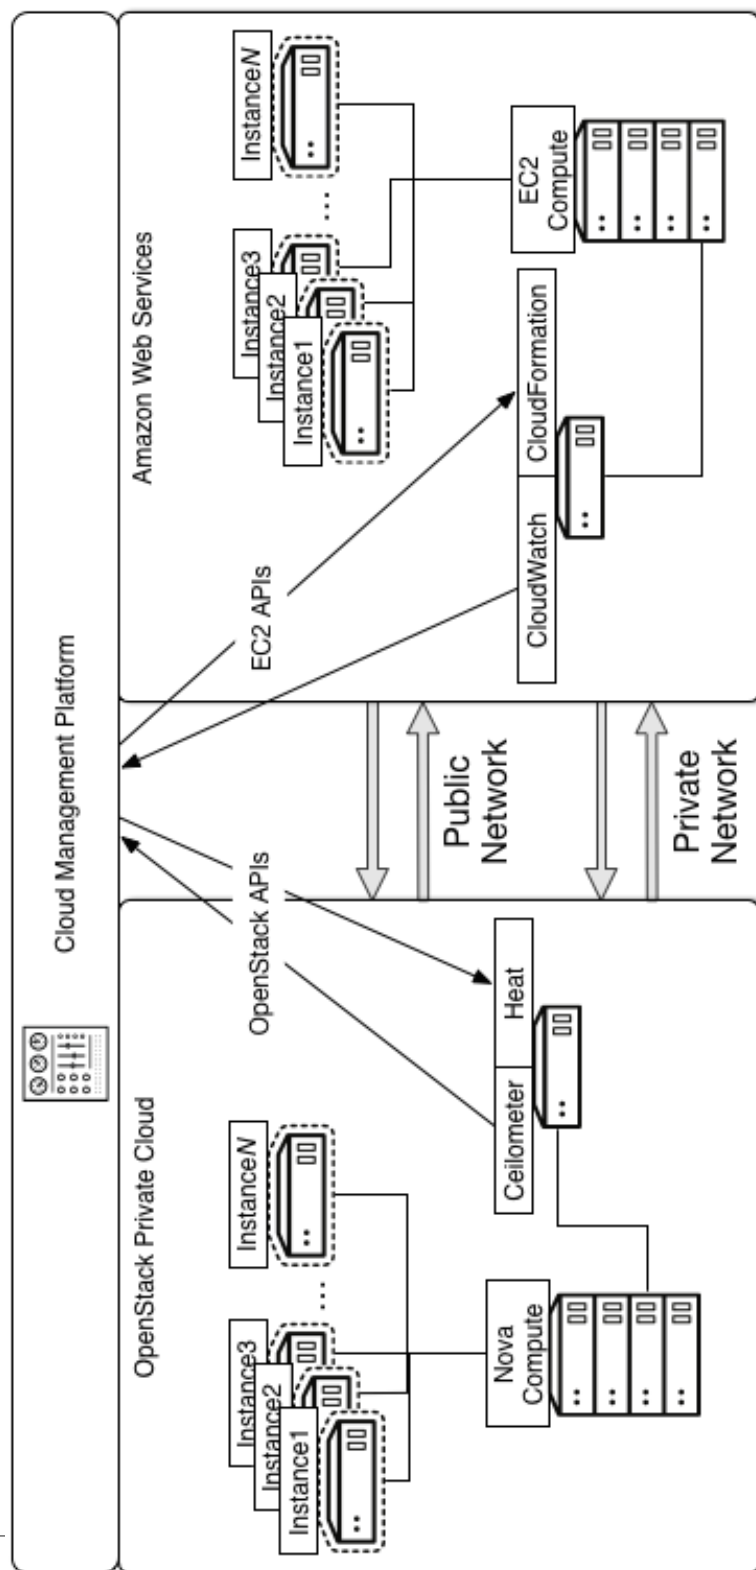 Cloud Management Platform
OpenStack Private Cloud
Instance3
Instance2
Instance1
...
InstanceN
OpenStack APIs
Nova
Compute
Ceilometer
Heat
Public
Network
Private
Network
Amazon Web Services
Instance3
Instance2
Instance1
...
InstanceN
EC2 APIs
CloudWatch
CloudFormation
EC2
Compute